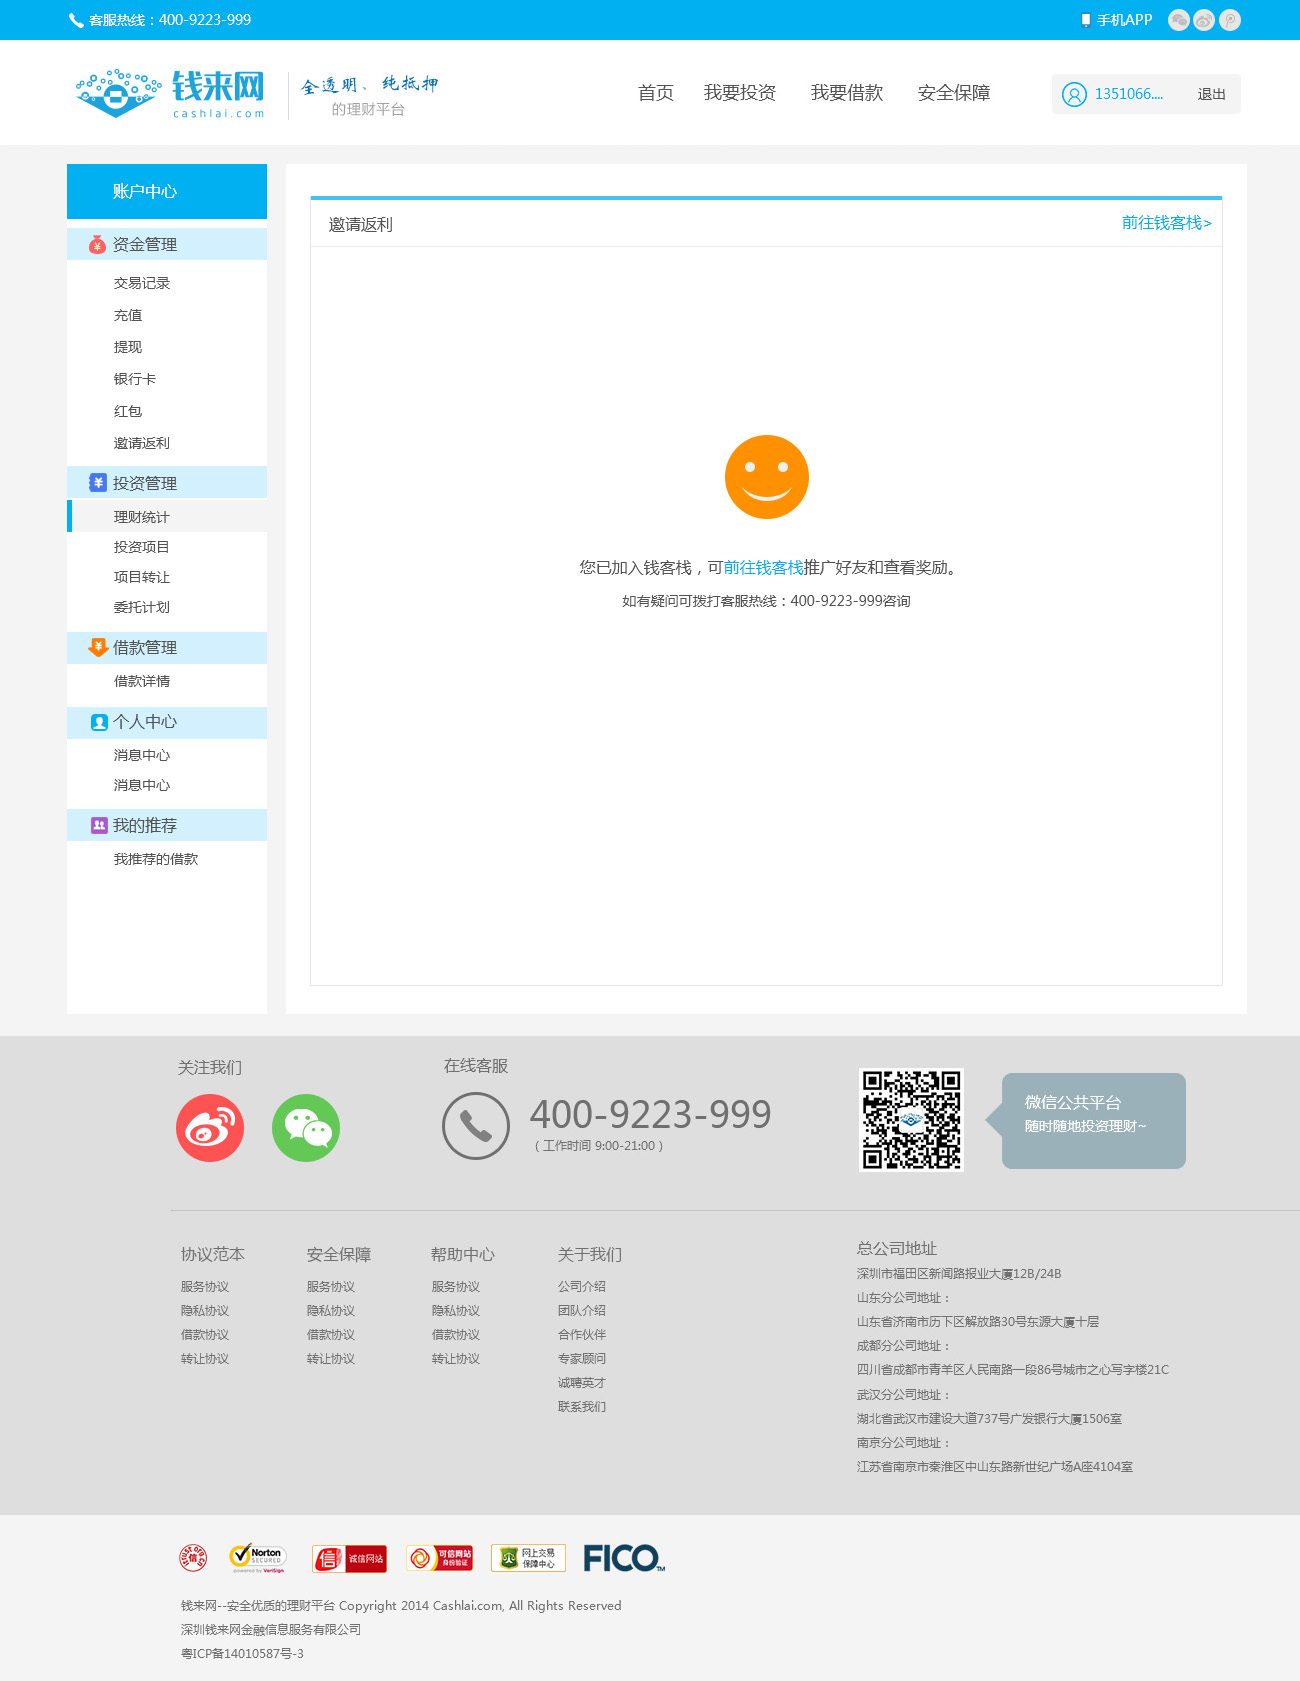 客服热线：400-9223-999
手机APP
钱来网
cashlai.com
全透明、纯抵押
的理财平台
首页
我要投资
我要借款
安全保障
1351066....
退出
账户中心
资金管理
交易记录
充值
提现
银行卡
红包
邀请返利
投资管理
理财统计
投资项目
项目转让
委托计划
借款管理
借款详情
个人中心
消息中心
消息中心
我的推荐
我推荐的借款
邀请返利
前往钱客栈>
您已加入钱客栈，可前往钱客栈推广好友和查看奖励。
如有疑问可拨打客服热线：400-9223-999咨询
关注我们
在线客服
400-9223-999
（工作时间 9:00-21:00）
微信公共平台
随时随地投资理财~
协议范本
服务协议
隐私协议
借款协议
转让协议
安全保障
服务协议
隐私协议
借款协议
转让协议
帮助中心
服务协议
隐私协议
借款协议
转让协议
关于我们
公司介绍
团队介绍
合作伙伴
专家顾问
诚聘英才
联系我们
总公司地址
深圳市福田区新闻路报业大厦12B/24B
山东分公司地址：
山东省济南市历下区解放路30号东源大厦十层
成都分公司地址：
四川省成都市青羊区人民南路一段86号城市之心写字楼21C
武汉分公司地址：
湖北省武汉市建设大道737号广发银行大厦1506室
南京分公司地址：
江苏省南京市秦淮区中山东路新世纪广场A座4104室
信
Norton
SECURED
powered by VeriSign
信 诚信网站
可信网站
身份验证
网上交易
保障中心
FICO™
钱来网--安全优质的理财平台 Copyright 2014 Cashlai.com, All Rights Reserved
深圳钱来网金融信息服务有限公司
粤ICP备14010587号-3